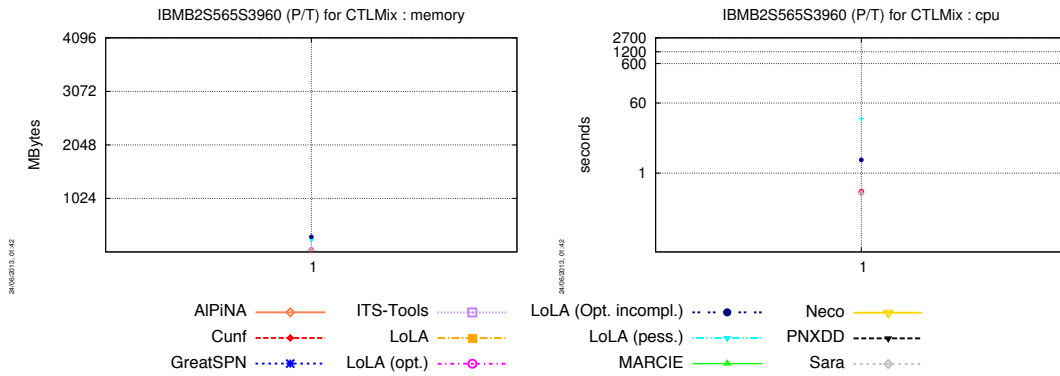 IBMB2S565S3960 (P/T) for CTLMix : memory
4096
3072
2048
1024
MBytes
1
24/06/2013, 01:42
IBMB2S565S3960 (P/T) for CTLMix : cpu
2700
1200
600
60
1
seconds
1
24/06/2013, 01:42
AlPiNA
Cunf
GreatSPN
ITS-Tools
LoLA
LoLA (opt.)
LoLA (Opt. incompl.)
LoLA (pess.)
MARCIE
Neco
PNXDD
Sara